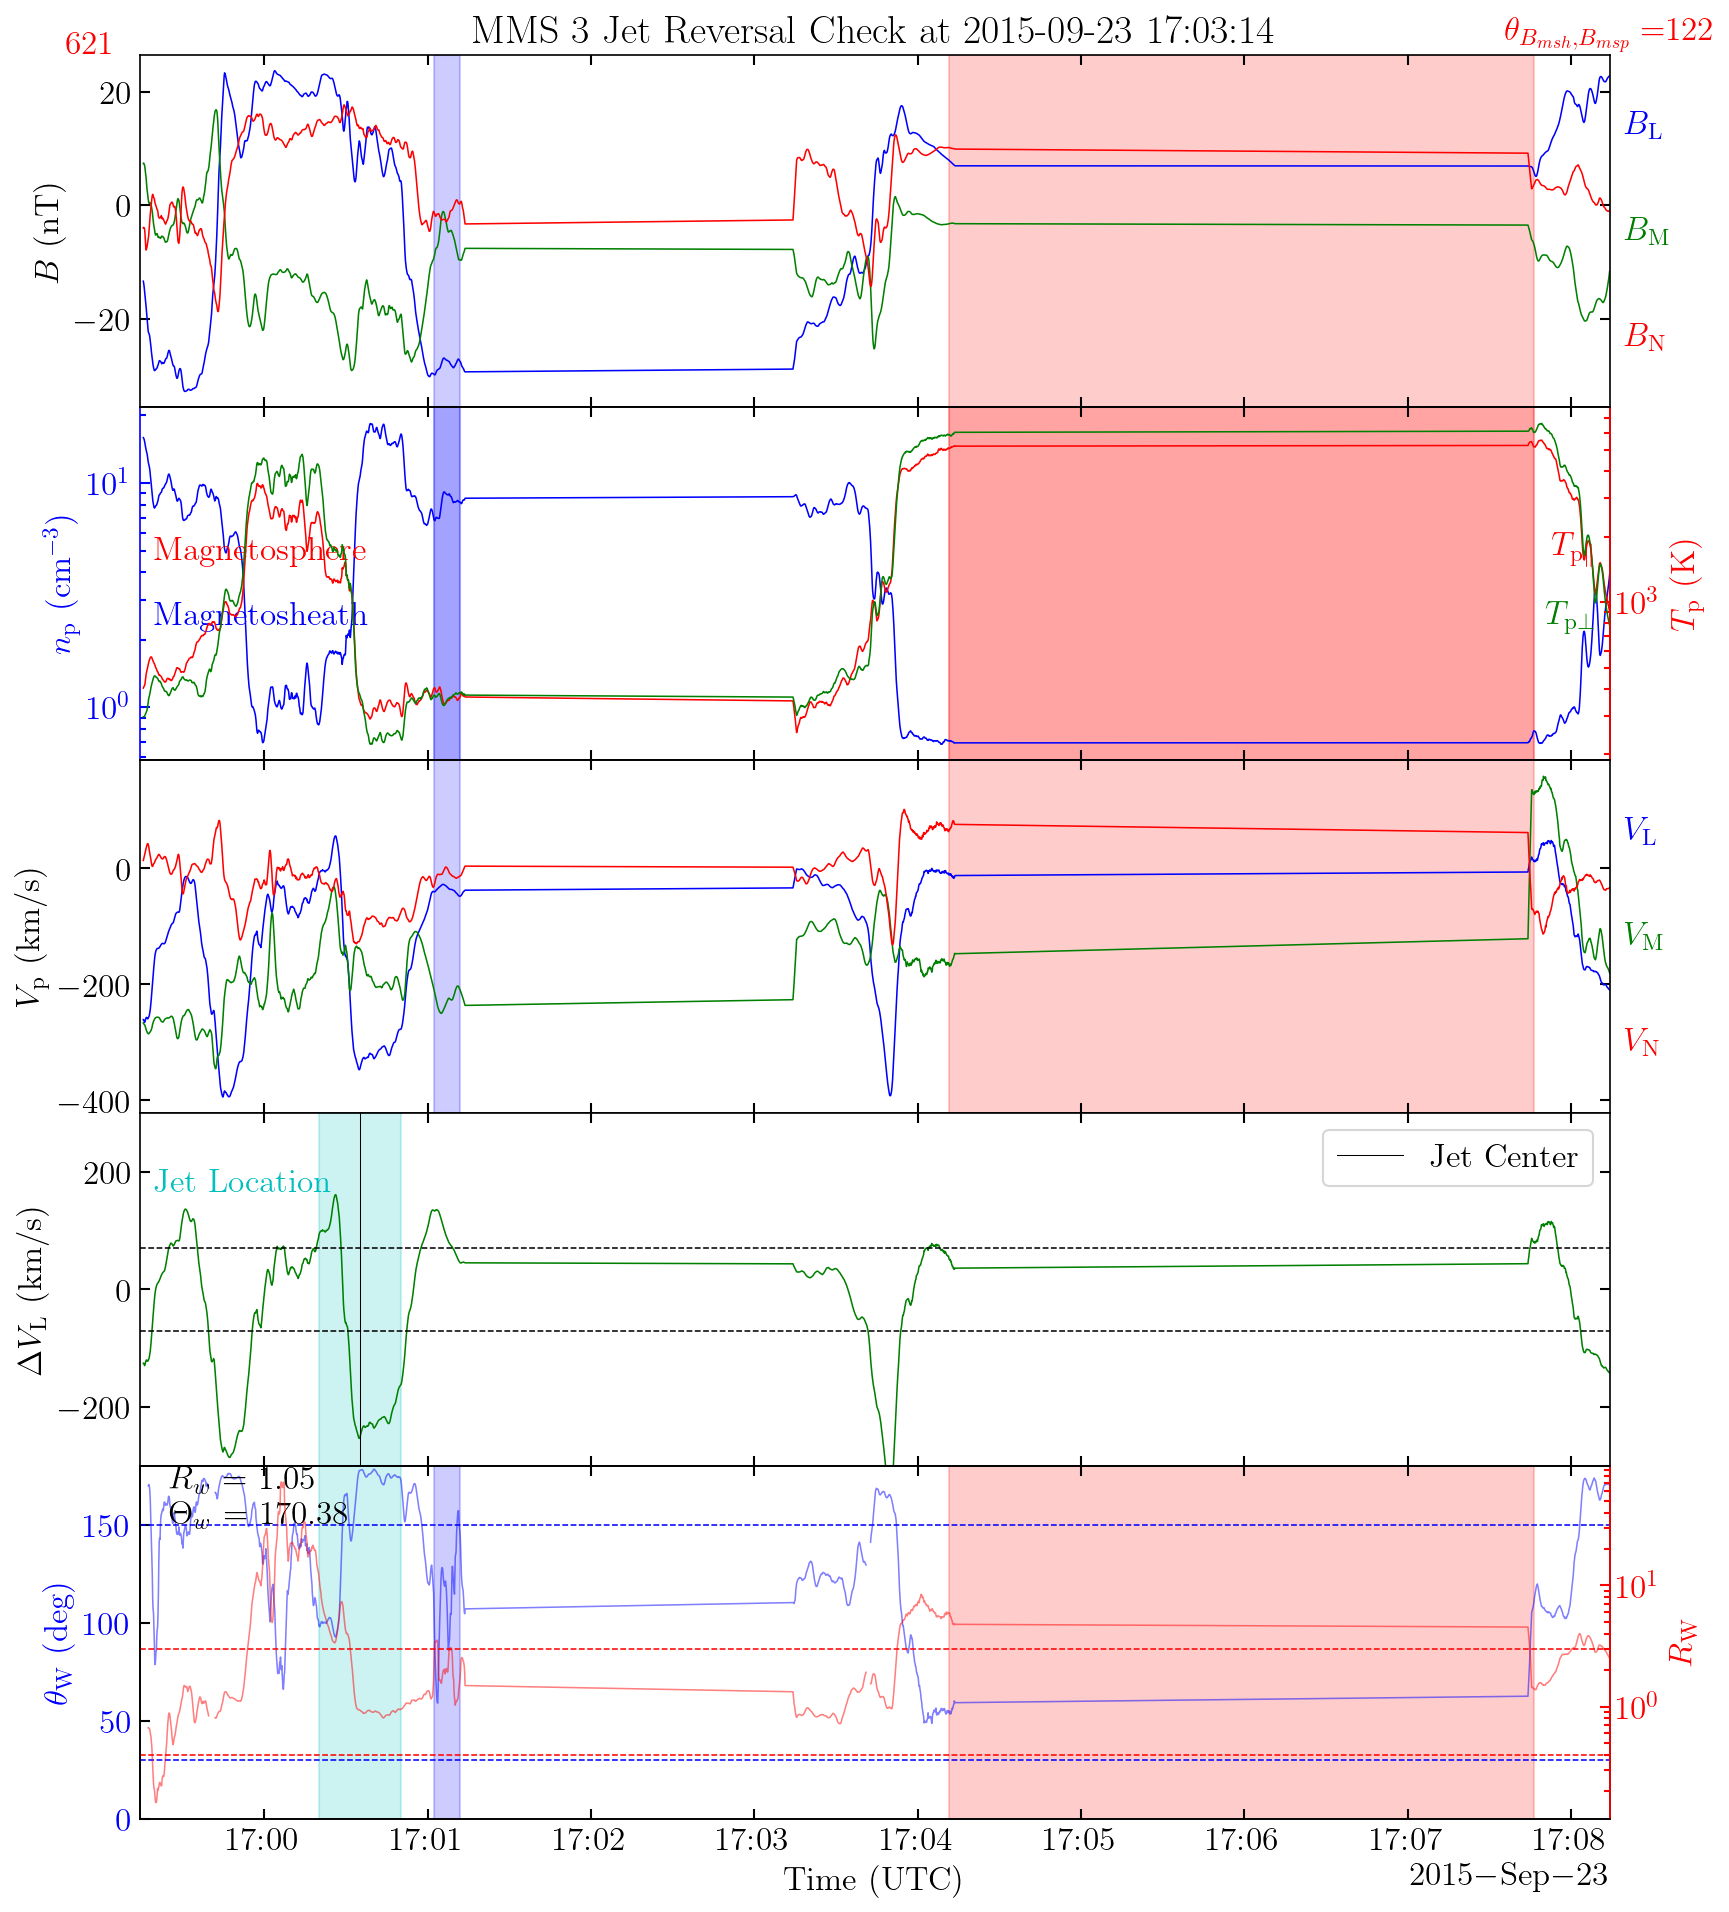 621
MMS 3 Jet Reversal Check at 2015-09-23 17:03:14
θ_{B_{msh},B_{msp}} =122
20
0
−20
B (nT)
B_L
B_M
B_N
10^1
10^0
n_p (cm^{−3})
Magnetosphere
Magnetosheath
T_{p∥}
T_{p⊥}
10^3
T_p (K)
0
−200
−400
V_p (km/s)
V_L
V_M
V_N
200
0
−200
ΔV_L (km/s)
Jet Location
Jet Center
R_w = 1.05
Θ_w = 170.38
150
100
50
0
θ_W (deg)
10^1
10^0
R_W
17:00 17:01 17:02 17:03 17:04 17:05 17:06 17:07 17:08
Time (UTC)
2015−Sep−23